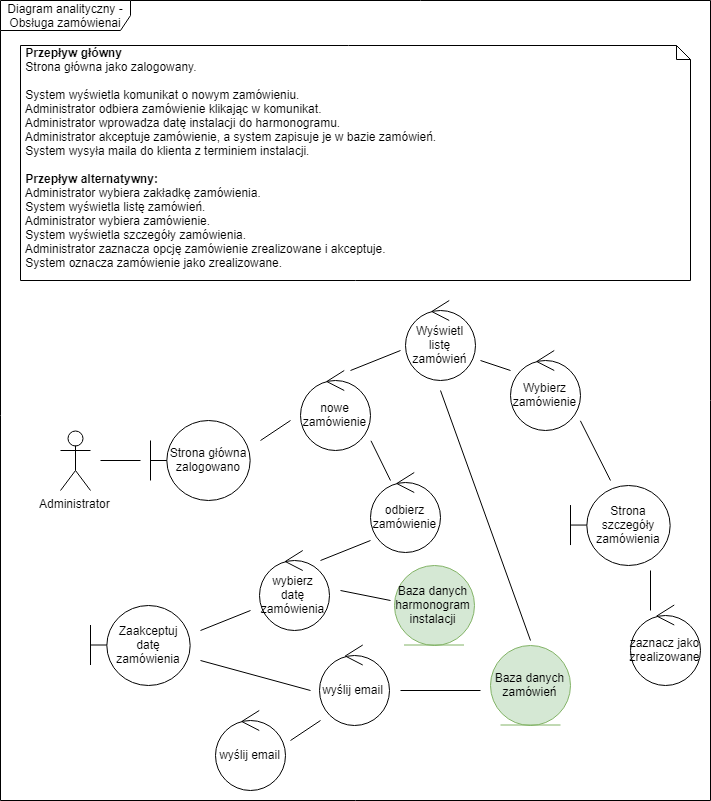 Diagram analityczny -
Obsługa zamówienai
Przepływ główny
Strona główna jako zalogowany.
System wyświetla komunikat o nowym zamówieniu.
Administrator odbiera zamówienie klikając w komunikat.
Administrator wprowadza datę instalacji do harmonogramu.
Administrator akceptuje zamówienie, a system zapisuje je w bazie zamówień.
System wysyła maila do klienta z terminiem instalacji.
Przepływ alternatywny:
Administrator wybiera zakładkę zamówienia.
System wyświetla listę zamówień.
Administrator wybiera zamówienie.
System wyświetla szczegóły zamówienia.
Administrator zaznacza opcję zamówienie zrealizowane i akceptuje.
System oznacza zamówienie jako zrealizowane.
Wyświetl
listę
zamówień
Wybierz
zamówienie
nowe
zamówienie
Strona główna
zalogowano
Administrator
odbierz
zamówienie
Strona
szczegóły
zamówienia
wybierz
datę
zamówienia
Baza danych
harmonogram
instalacji
Zaakceptuj
datę
zamówienia
zaznacz jako
zrealizowane
Baza danych
zamówień
wyślij email
wyślij email